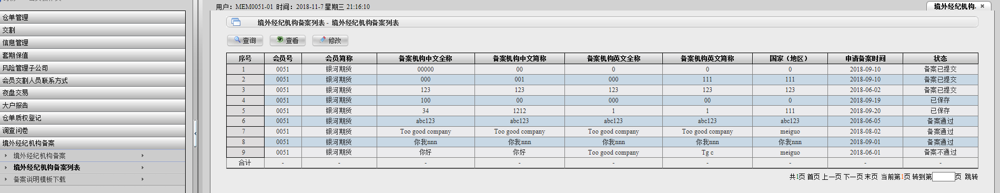 用户：MEM0051-01 时间：2018-11-7 星期三 21:16:10
境外经纪机构. ×
仓单管理
交割
信息管理
套期保值
风险管理子公司
会员交割人员联系方式
夜盘交易
大户报告
仓单质权登记
调查问卷
境外经纪机构备案
境外经纪机构备案
境外经纪机构备案列表
备案说明模板下载
境外经纪机构备案列表 - 境外经纪机构备案列表
查询 查看 修改
序号 会员号 会员简称 备案机构中文全称 备案机构中文简称 备案机构英文全称 备案机构英文简称 国家（地区） 申请备案时间 状态
1 0051 银河期货 00000 00 0 0 0 2018-09-10 备案已提交
2 0051 银河期货 000 001 000 111 111 2018-09-10 备案已提交
3 0051 银河期货 123 123 123 123 123 2018-06-02 备案已提交
4 0051 银河期货 100 00 000 00 0 2018-09-19 已保存
5 0051 银河期货 34 1212 1 1 111 2018-09-20 已保存
6 0051 银河期货 abc123 abc123 abc123 abc123 abc123 2018-06-05 备案通过
7 0051 银河期货 Too good company Too good company Too good company Too good company meiguo 2018-08-02 备案通过
8 0051 银河期货 你我nnn 你我nnn 你我nnn 你我nnn 你我nnn 2018-09-01 备案通过
9 0051 银河期货 你好 你好 Too good company Tg c meiguo 2018-06-01 备案不通过
合计 - - - - - - - - -
共1页 首页 上一页 下一页 末页 当前第1页 转到第 页 跳转